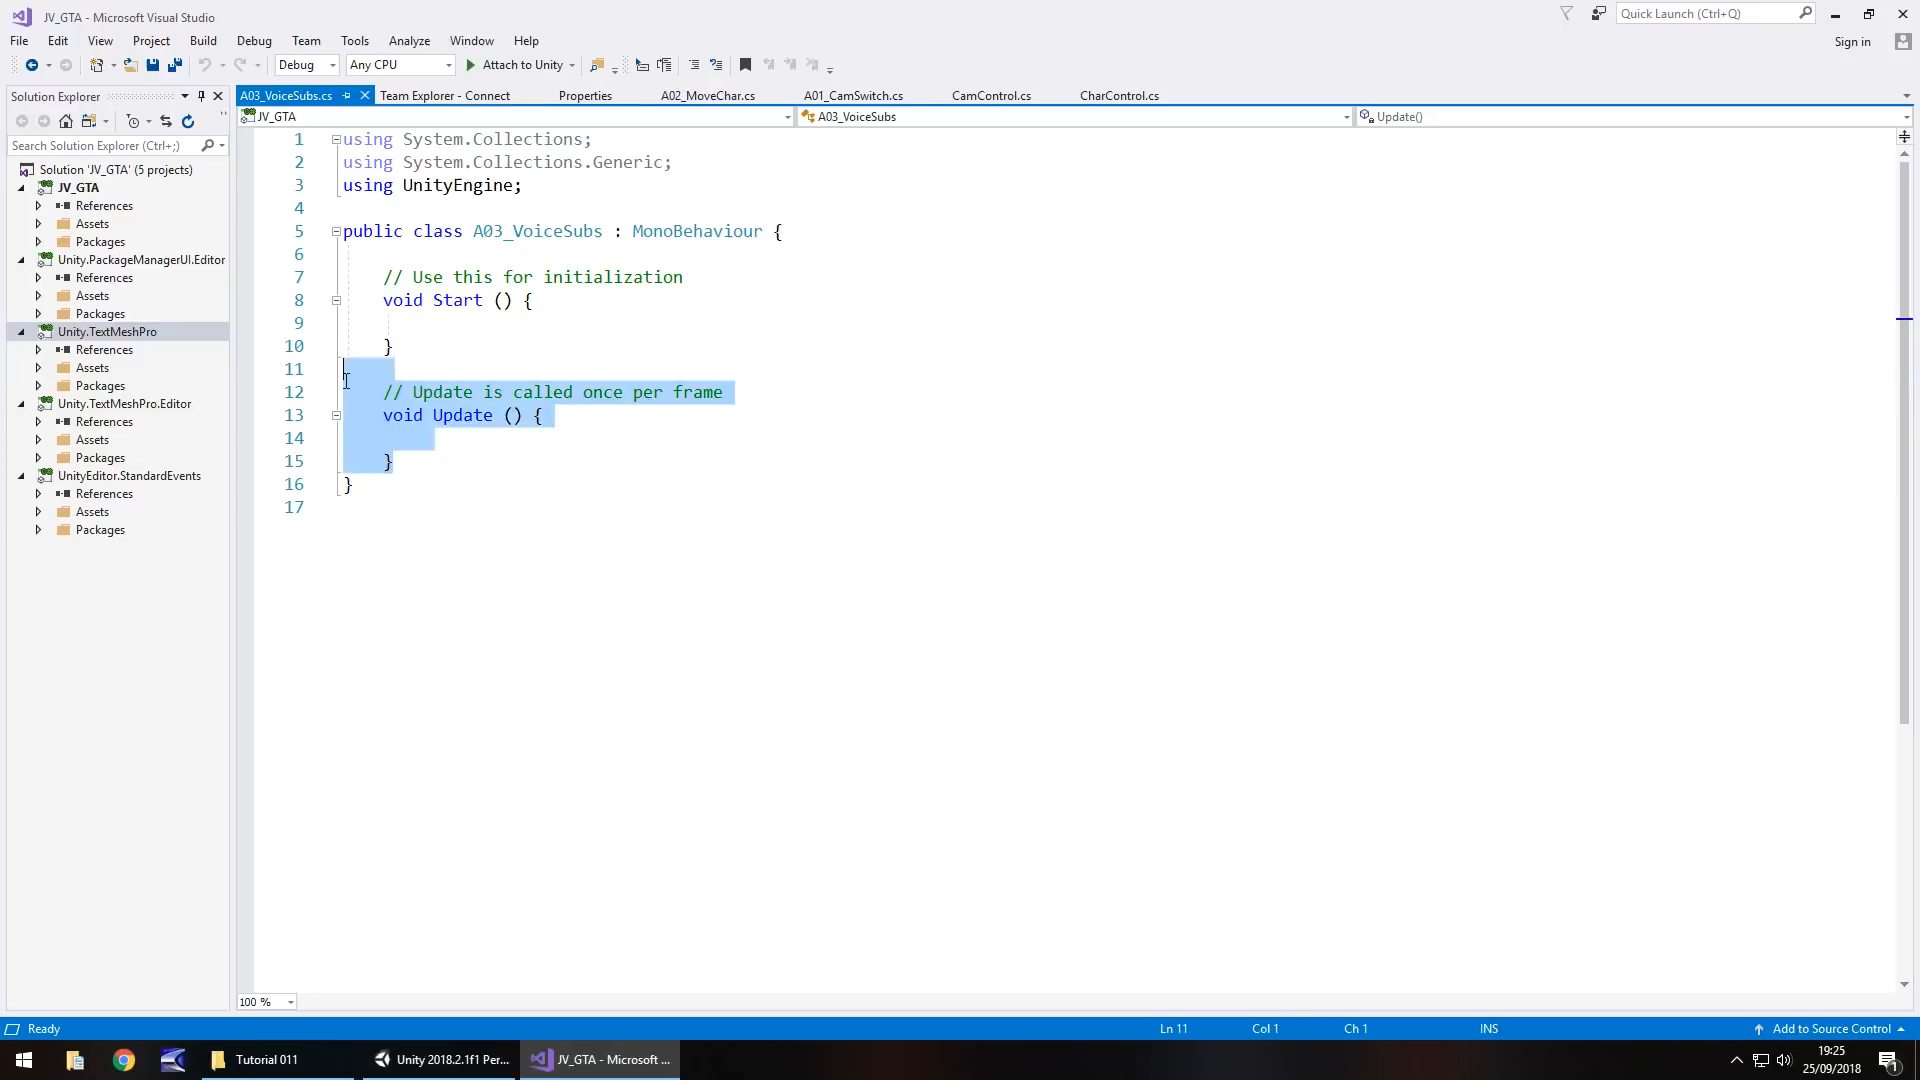 JV_GTA - Microsoft Visual Studio
Quick Launch (Ctrl+Q)
File Edit View Project Build Debug Team Tools Analyze Window Help
Sign in
Debug Any CPU Attach to Unity
Solution Explorer
A03_VoiceSubs.cs Team Explorer - Connect Properties A02_MoveChar.cs A01_CamSwitch.cs CamControl.cs CharControl.cs
JV_GTA A03_VoiceSubs Update()
Search Solution Explorer (Ctrl+;)
Solution 'JV_GTA' (5 projects)
JV_GTA
References
Assets
Packages
Unity.PackageManagerUI.Editor
References
Assets
Packages
Unity.TextMeshPro
References
Assets
Packages
Unity.TextMeshPro.Editor
References
Assets
Packages
UnityEditor.StandardEvents
References
Assets
Packages
1 using System.Collections;
2 using System.Collections.Generic;
3 using UnityEngine;
4
5 public class A03_VoiceSubs : MonoBehaviour {
6
7 // Use this for initialization
8 void Start () {
9
10 }
11
12 // Update is called once per frame
13 void Update () {
14
15 }
16 }
17
100 %
Ready Ln 11 Col 1 Ch 1 INS Add to Source Control
Tutorial 011 Unity 2018.2.1f1 Per... JV_GTA - Microsoft ...
19:25
25/09/2018
1